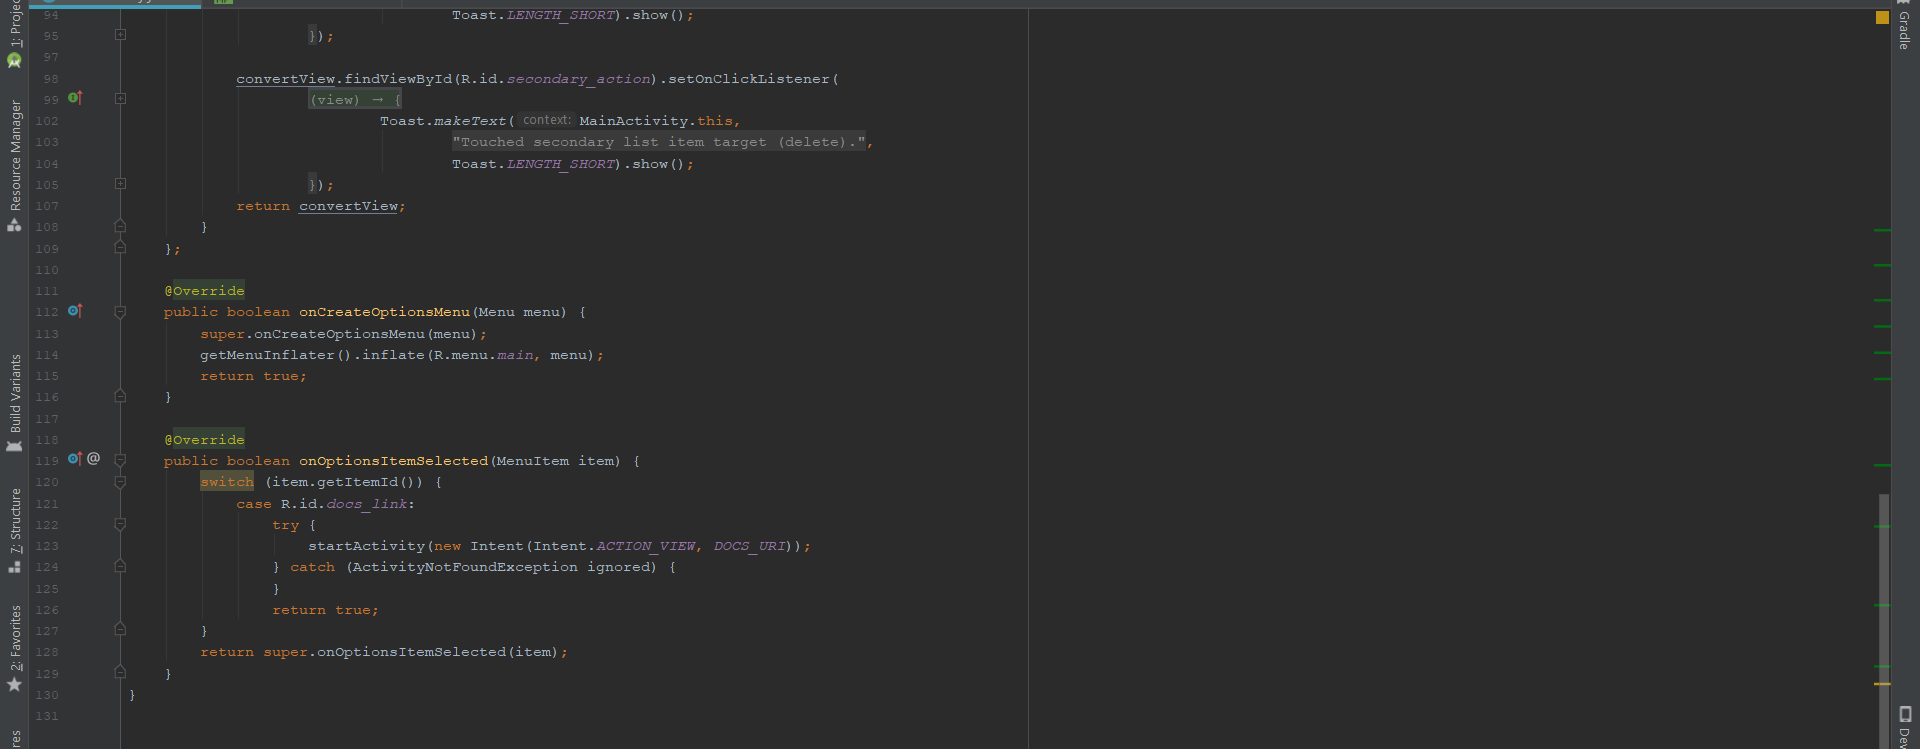 94 Toast.LENGTH_SHORT).show();
95 });
97
98 convertView.findViewById(R.id.secondary_action).setOnClickListener(
99 (view) → {
102 Toast.makeText( context: MainActivity.this,
103 "Touched secondary list item target (delete).",
104 Toast.LENGTH_SHORT).show();
105 });
107 return convertView;
108 }
109 };
110
111 @Override
112 public boolean onCreateOptionsMenu(Menu menu) {
113 super.onCreateOptionsMenu(menu);
114 getMenuInflater().inflate(R.menu.main, menu);
115 return true;
116 }
117
118 @Override
119 @ public boolean onOptionsItemSelected(MenuItem item) {
120 switch (item.getItemId()) {
121 case R.id.docs_link:
122 try {
123 startActivity(new Intent(Intent.ACTION_VIEW, DOCS_URI));
124 } catch (ActivityNotFoundException ignored) {
125 }
126 return true;
127 }
128 return super.onOptionsItemSelected(item);
129 }
130 }
131
1: Projec
Resource Manager
Build Variants
7: Structure
2: Favorites
res
Gradle
Dev